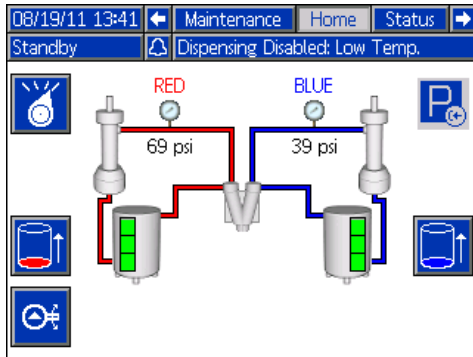 08/19/11 13:41 Maintenance Home Status
Standby Dispensing Disabled: Low Temp.
RED BLUE
69 psi 39 psi
P